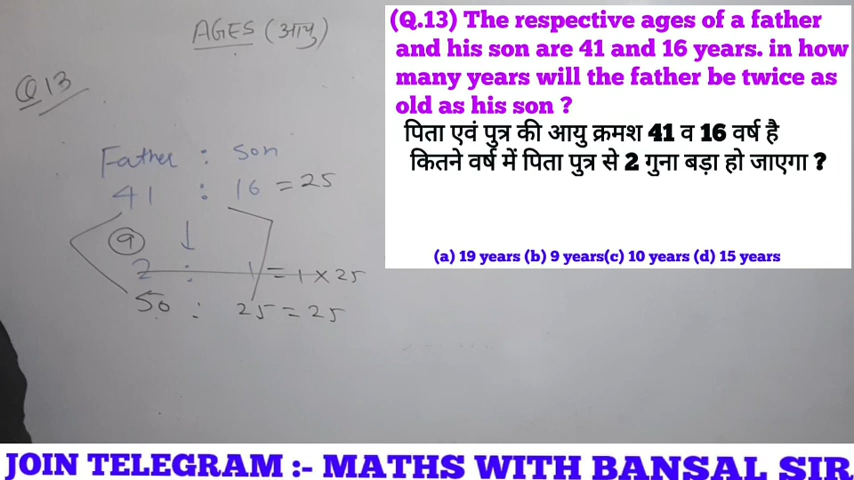 AGES (आयु)
Q 13
Father : son
41 : 16 = 25
9 ↓
2 : 1 = 1 × 25
50 : 25 = 25
(Q.13) The respective ages of a father
and his son are 41 and 16 years. in how
many years will the father be twice as
old as his son ?
पिता एवं पुत्र की आयु क्रमश 41 व 16 वर्ष है
कितने वर्ष में पिता पुत्र से 2 गुना बड़ा हो जाएगा ?
(a) 19 years (b) 9 years(c) 10 years (d) 15 years
JOIN TELEGRAM :- MATHS WITH BANSAL SIR